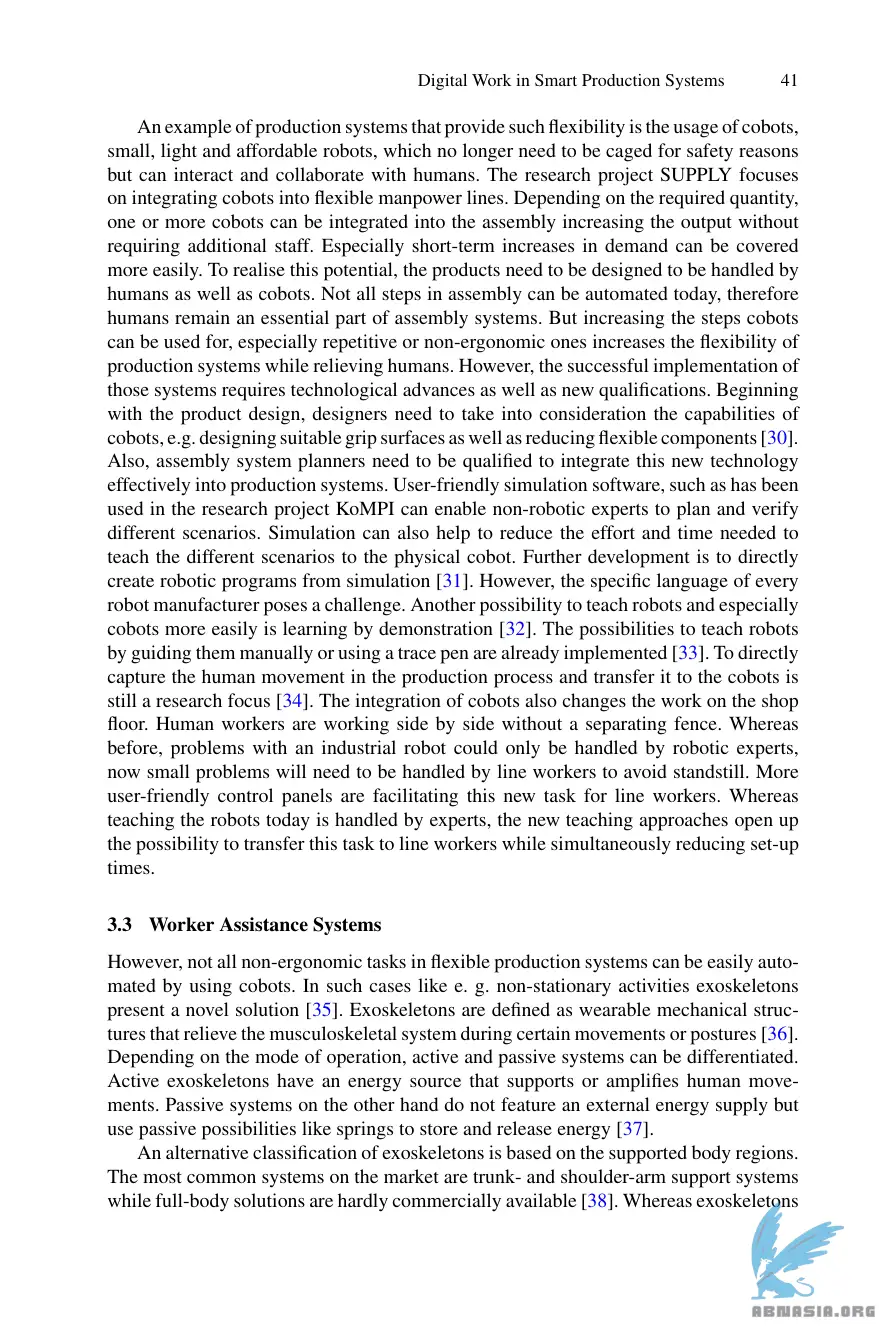 Digital Work in Smart Production Systems 41
An example of production systems that provide such flexibility is the usage of cobots,
small, light and affordable robots, which no longer need to be caged for safety reasons
but can interact and collaborate with humans. The research project SUPPLY focuses
on integrating cobots into flexible manpower lines. Depending on the required quantity,
one or more cobots can be integrated into the assembly increasing the output without
requiring additional staff. Especially short-term increases in demand can be covered
more easily. To realise this potential, the products need to be designed to be handled by
humans as well as cobots. Not all steps in assembly can be automated today, therefore
humans remain an essential part of assembly systems. But increasing the steps cobots
can be used for, especially repetitive or non-ergonomic ones increases the flexibility of
production systems while relieving humans. However, the successful implementation of
those systems requires technological advances as well as new qualifications. Beginning
with the product design, designers need to take into consideration the capabilities of
cobots, e.g. designing suitable grip surfaces as well as reducing flexible components [30].
Also, assembly system planners need to be qualified to integrate this new technology
effectively into production systems. User-friendly simulation software, such as has been
used in the research project KoMPI can enable non-robotic experts to plan and verify
different scenarios. Simulation can also help to reduce the effort and time needed to
teach the different scenarios to the physical cobot. Further development is to directly
create robotic programs from simulation [31]. However, the specific language of every
robot manufacturer poses a challenge. Another possibility to teach robots and especially
cobots more easily is learning by demonstration [32]. The possibilities to teach robots
by guiding them manually or using a trace pen are already implemented [33]. To directly
capture the human movement in the production process and transfer it to the cobots is
still a research focus [34]. The integration of cobots also changes the work on the shop
floor. Human workers are working side by side without a separating fence. Whereas
before, problems with an industrial robot could only be handled by robotic experts,
now small problems will need to be handled by line workers to avoid standstill. More
user-friendly control panels are facilitating this new task for line workers. Whereas
teaching the robots today is handled by experts, the new teaching approaches open up
the possibility to transfer this task to line workers while simultaneously reducing set-up
times.
3.3 Worker Assistance Systems
However, not all non-ergonomic tasks in flexible production systems can be easily auto-
mated by using cobots. In such cases like e. g. non-stationary activities exoskeletons
present a novel solution [35]. Exoskeletons are defined as wearable mechanical struc-
tures that relieve the musculoskeletal system during certain movements or postures [36].
Depending on the mode of operation, active and passive systems can be differentiated.
Active exoskeletons have an energy source that supports or amplifies human move-
ments. Passive systems on the other hand do not feature an external energy supply but
use passive possibilities like springs to store and release energy [37].
An alternative classification of exoskeletons is based on the supported body regions.
The most common systems on the market are trunk- and shoulder-arm support systems
while full-body solutions are hardly commercially available [38]. Whereas exoskeletons
ABNASIA.ORG